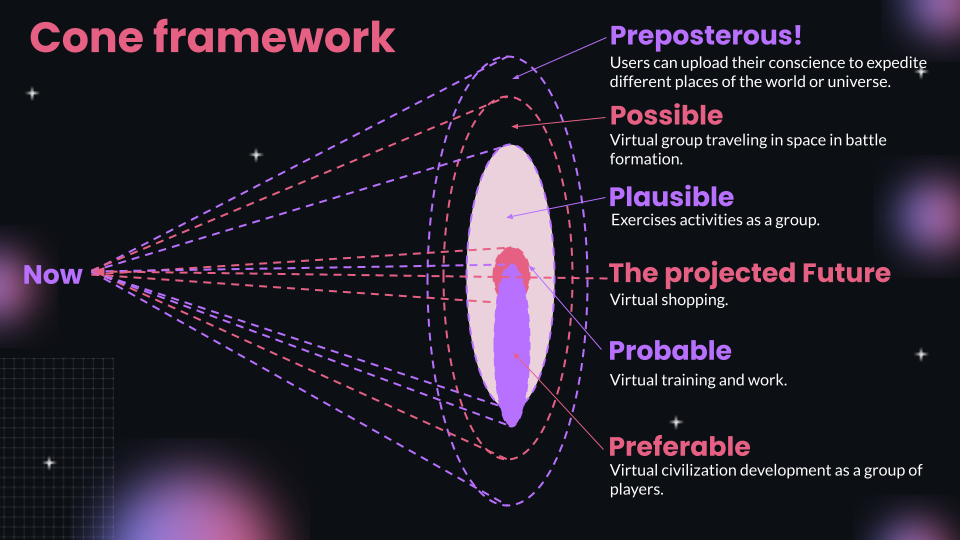 Cone framework
Preposterous!
Users can upload their conscience to expedite
different places of the world or universe.
Possible
Virtual group traveling in space in battle
formation.
Plausible
Exercises activities as a group.
Now
The projected Future
Virtual shopping.
Probable
Virtual training and work.
Preferable
Virtual civilization development as a group of
players.